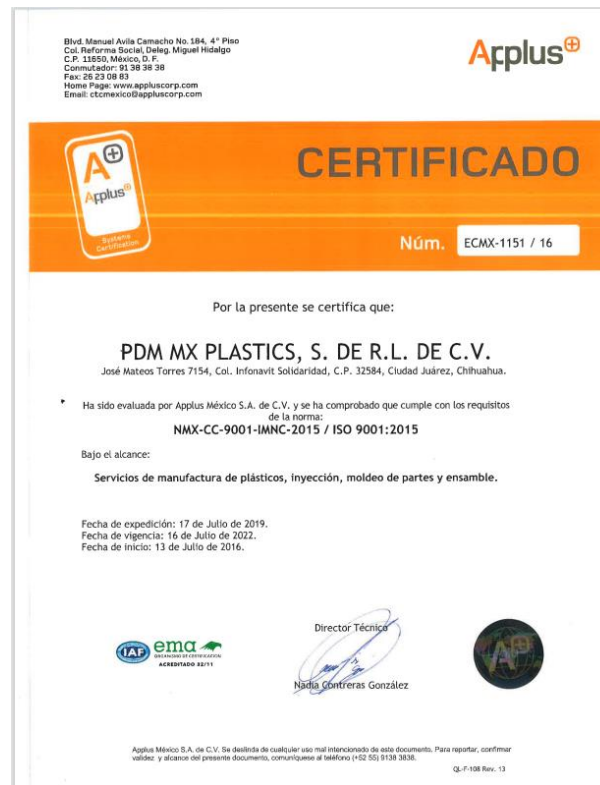 Blvd. Manuel Avila Camacho No. 184, 4° Piso
Col. Reforma Social, Deleg. Miguel Hidalgo
C.P. 11650, México, D. F.
Conmutador: 91 38 38 38
Fax: 26 23 08 83
Home Page: www.appluscorp.com
Email: ctcmexico@appluscorp.com
Applus+
A+
Applus+
Systems
Certification
CERTIFICADO
Núm. ECMX-1151 / 16
Por la presente se certifica que:
PDM MX PLASTICS, S. DE R.L. DE C.V.
José Mateos Torres 7154, Col. Infonavit Solidaridad, C.P. 32584, Ciudad Juárez, Chihuahua.
Ha sido evaluada por Applus México S.A. de C.V. y se ha comprobado que cumple con los requisitos
de la norma:
NMX-CC-9001-IMNC-2015 / ISO 9001:2015
Bajo el alcance:
Servicios de manufactura de plásticos, inyección, moldeo de partes y ensamble.
Fecha de expedición: 17 de Julio de 2019.
Fecha de vigencia: 16 de Julio de 2022.
Fecha de inicio: 13 de Julio de 2016.
Director Técnico
Nadia Contreras González
IAF
ema
ORGANISMO DE CERTIFICACIÓN
ACREDITADO 52/11
A+
Applus México S.A. de C.V. Se deslinda de cualquier uso mal intencionado de este documento. Para reportar, confirmar
validez y alcance del presente documento, comuníquese al teléfono (+52 55) 9138 3838.
QL-F-108 Rev. 13